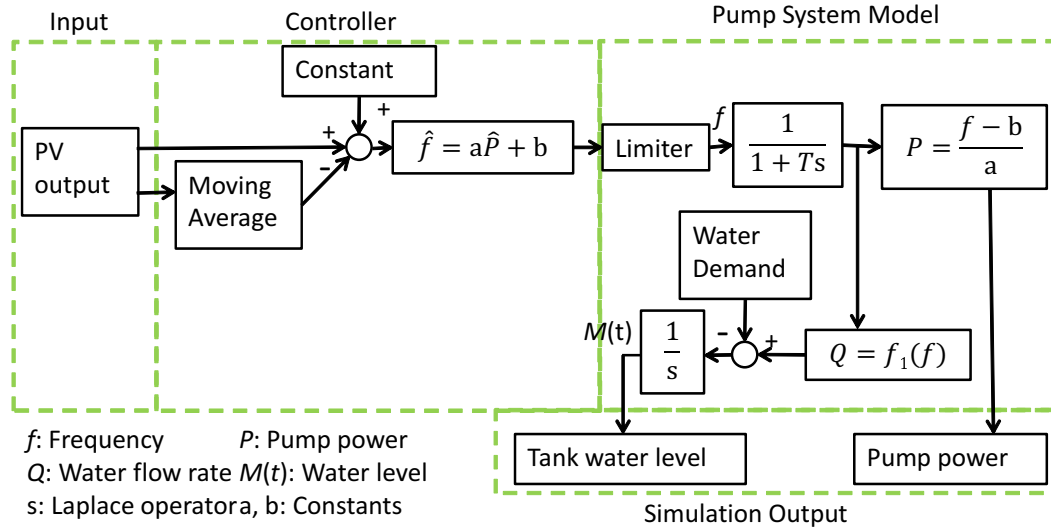 Input
Controller
Pump System Model
Constant
+
+
-
PV
output
Moving
Average
f̂ = aP̂ + b
Limiter
f
1
1 + Ts
P = f − b
a
Water
Demand
M(t)
1
s
-
+
Q = f₁(f)
Tank water level
Pump power
Simulation Output
f: Frequency P: Pump power
Q: Water flow rate M(t): Water level
s: Laplace operatora, b: Constants